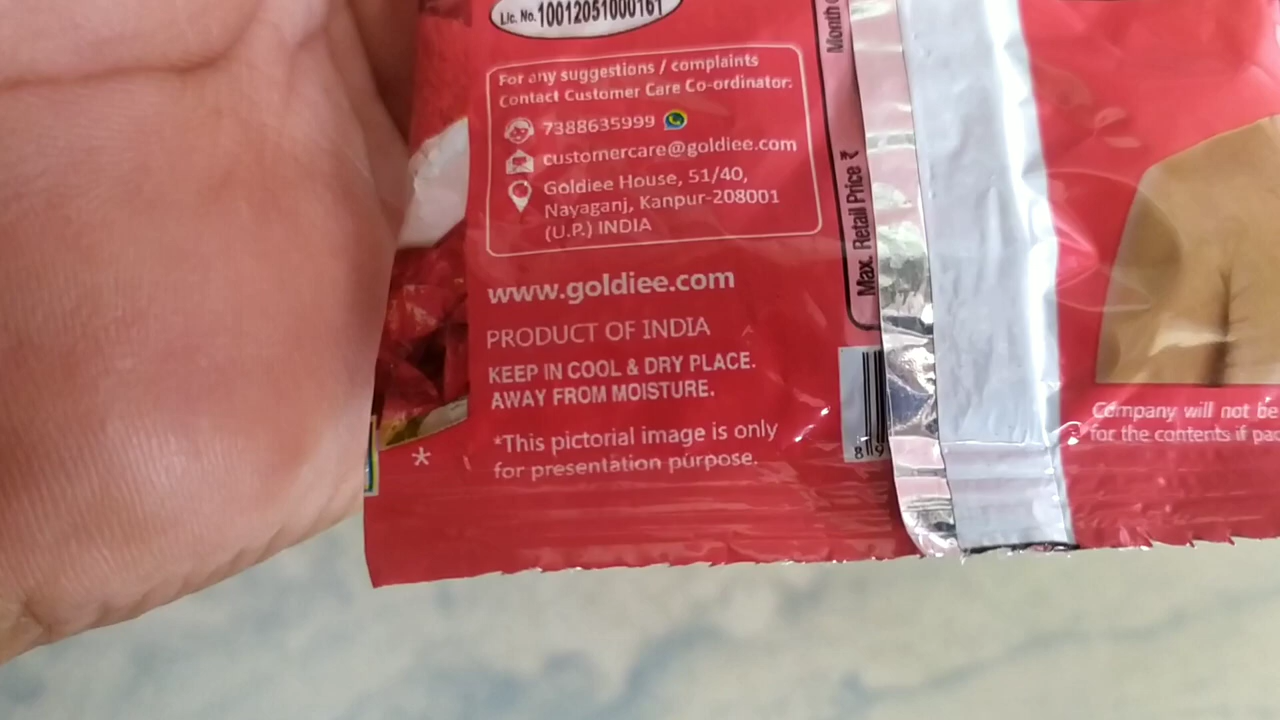 Lic. No. 10012051000161
For any suggestions / complaints
Contact Customer Care Co-ordinator:
7388635999
customercare@goldiee.com
Goldiee House, 51/40,
Nayaganj, Kanpur-208001
(U.P.) INDIA
www.goldiee.com
PRODUCT OF INDIA
KEEP IN COOL & DRY PLACE.
AWAY FROM MOISTURE.
*This pictorial image is only
for presentation purpose.
*
Month
Max. Retail Price ₹
8 9
Company will not be
for the contents if